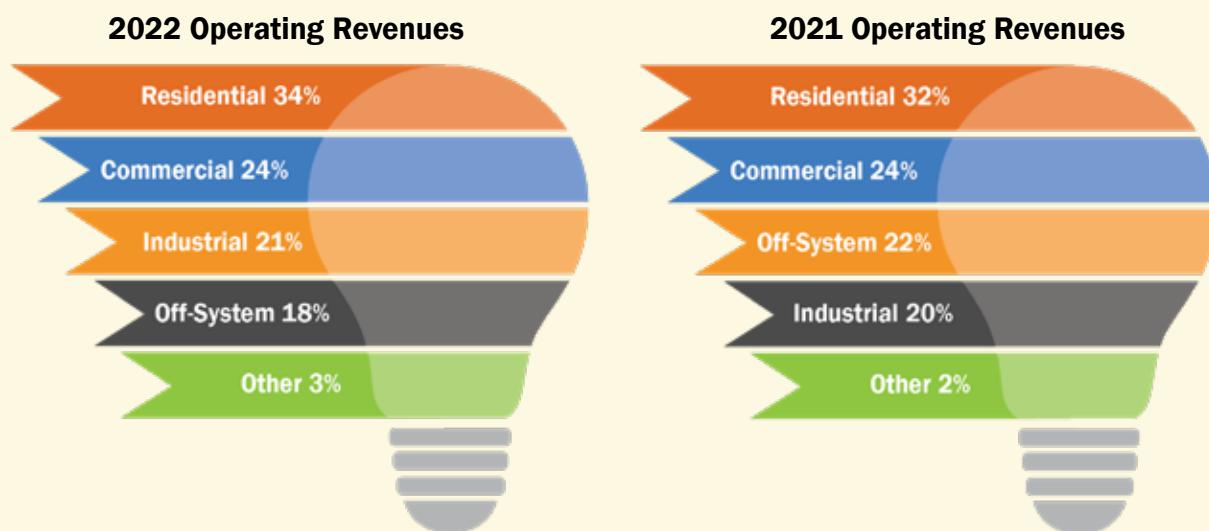 2022 Operating Revenues
Residential 34%
Commercial 24%
Industrial 21%
Off-System 18%
Other 3%
2021 Operating Revenues
Residential 32%
Commercial 24%
Off-System 22%
Industrial 20%
Other 2%